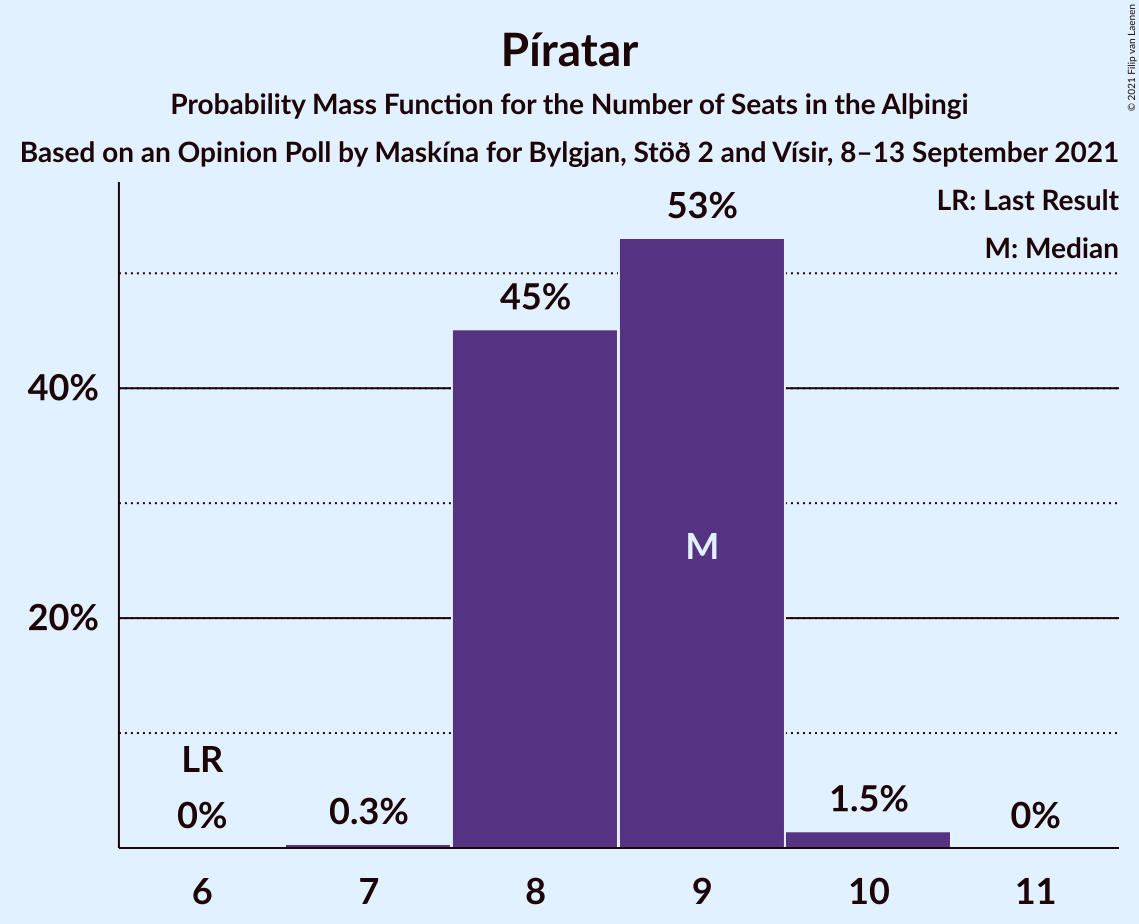 Píratar
Probability Mass Function for the Number of Seats in the Alþingi
Based on an Opinion Poll by Maskína for Bylgjan, Stöð 2 and Vísir, 8–13 September 2021
© 2021 Filip van Laenen
LR: Last Result
M: Median
53%
45%
40%
M
20%
LR
0%
0.3%
1.5%
0%
6 7 8 9 10 11